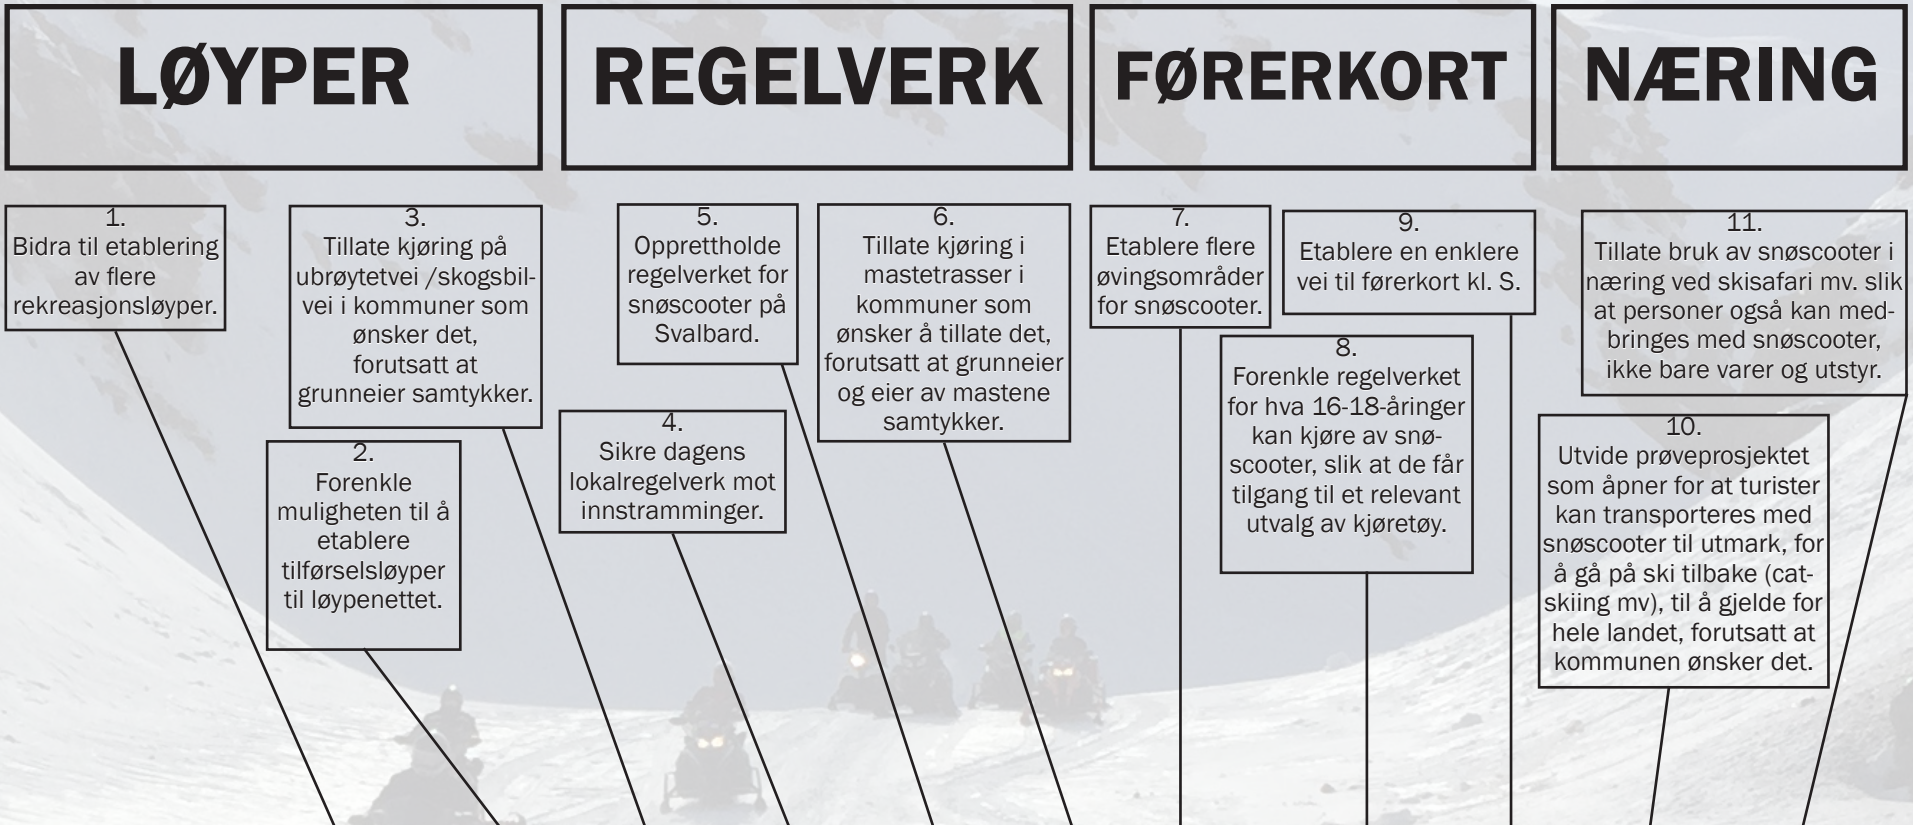 LØYPER
REGELVERK
FØRERKORT
NÆRING
1.
Bidra til etablering
av flere
rekreasjonsløyper.
3.
Tillate kjøring på
ubrøytetvei /skogsbil-
vei i kommuner som
ønsker det,
forutsatt at
grunneier samtykker.
2.
Forenkle
muligheten til å
etablere
tilførselsløyper
til løypenettet.
5.
Opprettholde
regelverket for
snøscooter på
Svalbard.
4.
Sikre dagens
lokalregelverk mot
innstramminger.
6.
Tillate kjøring i
mastetrasser i
kommuner som
ønsker å tillate det,
forutsatt at grunneier
og eier av mastene
samtykker.
7.
Etablere flere
øvingsområder
for snøscooter.
9.
Etablere en enklere
vei til førerkort kl. S.
8.
Forenkle regelverket
for hva 16-18-åringer
kan kjøre av snø-
scooter, slik at de får
tilgang til et relevant
utvalg av kjøretøy.
11.
Tillate bruk av snøscooter i
næring ved skisafari mv. slik
at personer også kan med-
bringes med snøscooter,
ikke bare varer og utstyr.
10.
Utvide prøveprosjektet
som åpner for at turister
kan transporteres med
snøscooter til utmark, for
å gå på ski tilbake (cat-
skiing mv), til å gjelde for
hele landet, forutsatt at
kommunen ønsker det.